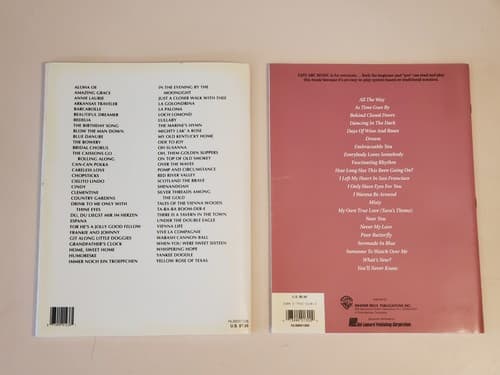 ALOHA OE
AMAZING GRACE
ANNIE LAURIE
ARKANSAS TRAVELER
BARCAROLLE
BEAUTIFUL DREAMER
BEDELIA
THE BIRTHDAY SONG
BLOW THE MAN DOWN
BLUE DANUBE
THE BOWERY
BRIDAL CHORUS
THE CAISSONS GO
ROLLING ALONG
CAN-CAN POLKA
CARELESS LOVE
CHOPSTICKS
CIELITO LINDO
CINDY
CLEMENTINE
COUNTRY GARDENS
DRINK TO ME ONLY WITH
THINE EYES
DU, DU LIEGST MIR IM HERZEN
ESPANA
FOR HE'S A JOLLY GOOD FELLOW
FRANKIE AND JOHNNY
GIT ALONG LITTLE DOGGIES
GRANDFATHER'S CLOCK
HOME, SWEET HOME
HUMORESKE
IMMER NOCH EIN TROEPFCHEN
IN THE EVENING BY THE
MOONLIGHT
JUST A CLOSER WALK WITH THEE
LA GOLONDRINA
LA PALOMA
LOCH LOMOND
LULLABY
THE MARINE'S HYMN
MIGHTY LAK' A ROSE
MY OLD KENTUCKY HOME
ODE TO JOY
OH! SUSANNA
OH, THEM GOLDEN SLIPPERS
ON TOP OF OLD SMOKEY
OVER THE WAVES
POMP AND CIRCUMSTANCE
RED RIVER VALLEY
SCOTLAND THE BRAVE
SHENANDOAH
SILVER THREADS AMONG
THE GOLD
TALES OF THE VIENNA WOODS
TA-RA-RA BOOM-DER-E
THERE IS A TAVERN IN THE TOWN
UNDER THE DOUBLE EAGLE
VIENNA LIFE
VIVE LA COMPAGNIE
WABASH CANNON BALL
WHEN YOU WERE SWEET SIXTEEN
WHISPERING HOPE
YANKEE DOODLE
YELLOW ROSE OF TEXAS
U.S.
All The Way
As Time Goes By
Behind Closed Doors
Dancing In The Dark
Days Of Wine And Roses
Dreams
Embraceable You
Everybody Loves Somebody
Fascinating Rhythm
How Long Has This Been Going On?
I Left My Heart In San Francisco
I Only Have Eyes For You
I Wanna Be Around
Misty
My Own True Love (Tara's Theme)
Near You
Never My Love
Poor Butterfly
Serenade In Blue
Someone To Watch Over Me
What's New?
You'll Never Know
WARNER BROS. PUBLICATIONS, INC.
Hal Leonard Publishing Corporation